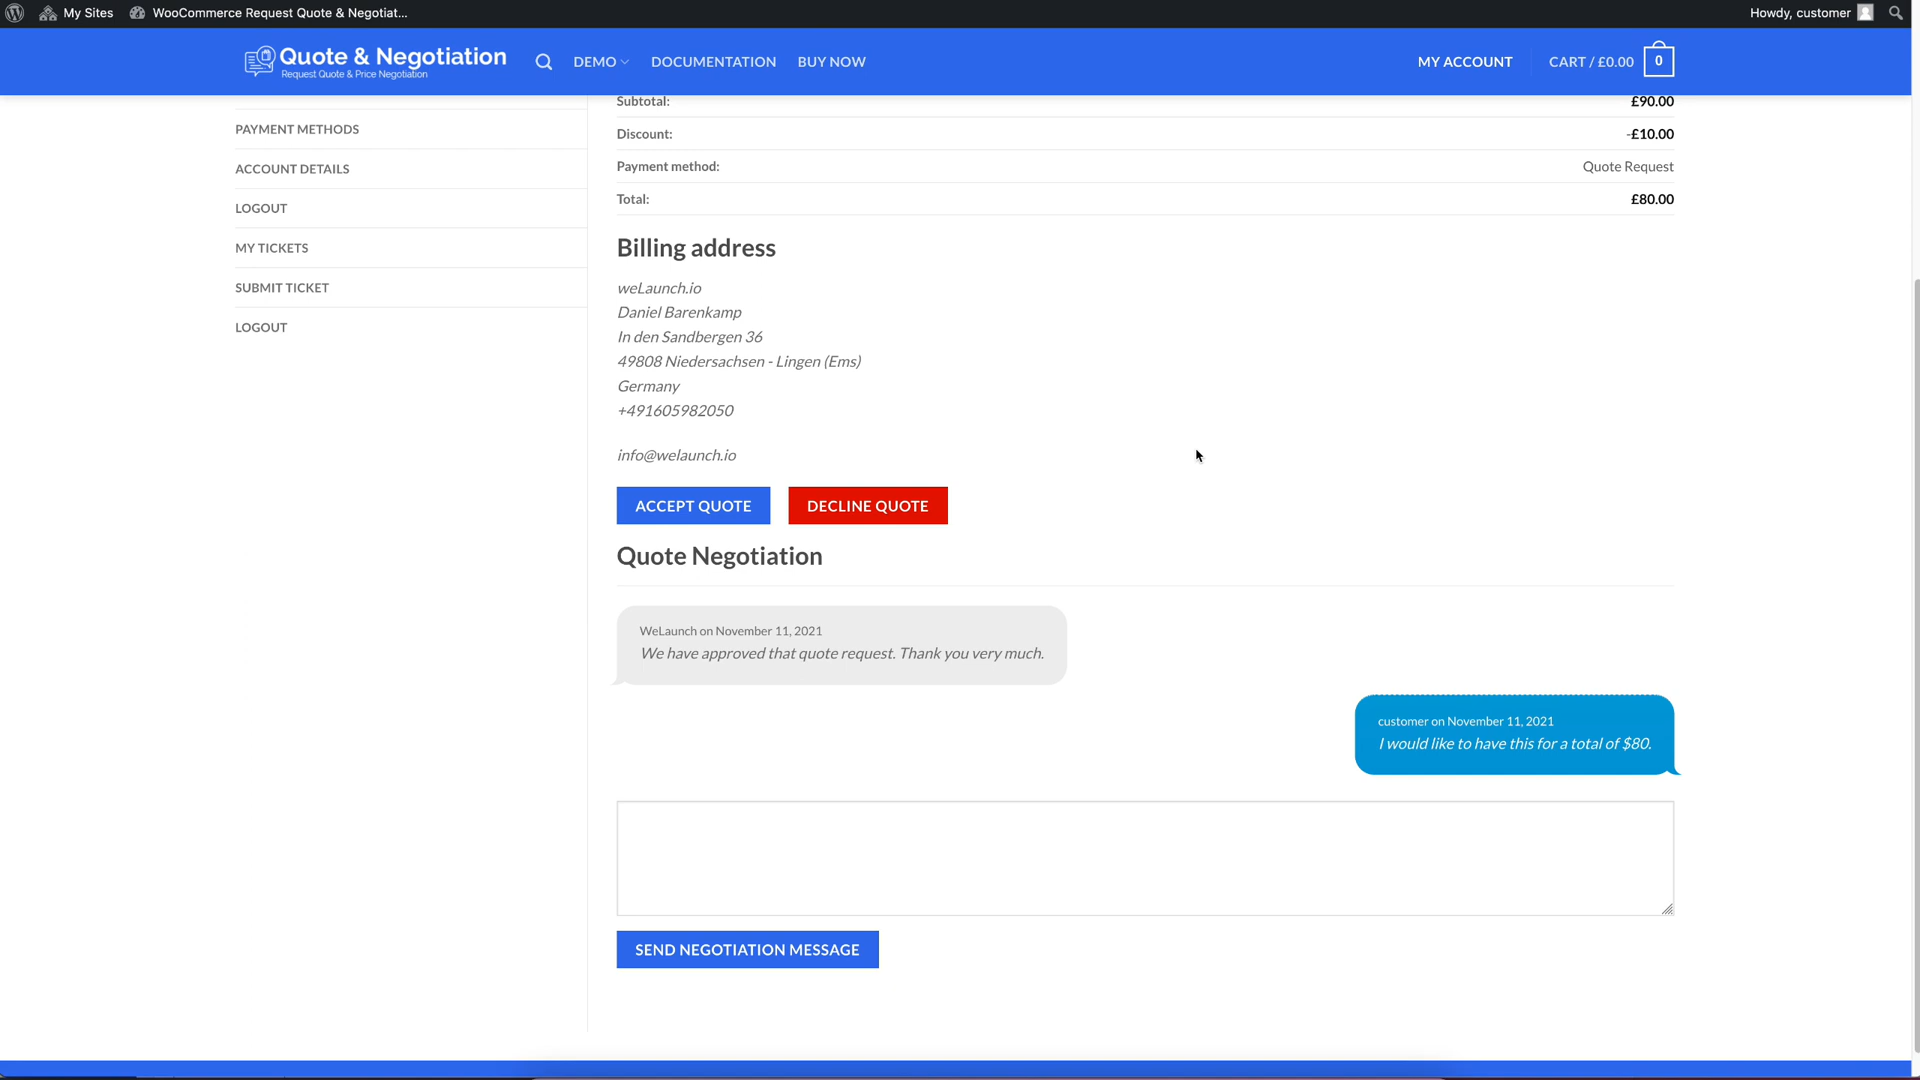 My Sites
WooCommerce Request Quote & Negotiat...
Howdy, customer
Quote & Negotiation
Request Quote & Price Negotiation
DEMO
DOCUMENTATION
BUY NOW
MY ACCOUNT
CART / £0.00
0
PAYMENT METHODS
ACCOUNT DETAILS
LOGOUT
MY TICKETS
SUBMIT TICKET
LOGOUT
Subtotal: £90.00
Discount: -£10.00
Payment method: Quote Request
Total: £80.00
Billing address
weLaunch.io
Daniel Barenkamp
In den Sandbergen 36
49808 Niedersachsen - Lingen (Ems)
Germany
+491605982050
info@welaunch.io
ACCEPT QUOTE
DECLINE QUOTE
Quote Negotiation
WeLaunch on November 11, 2021
We have approved that quote request. Thank you very much.
customer on November 11, 2021
I would like to have this for a total of $80.
SEND NEGOTIATION MESSAGE